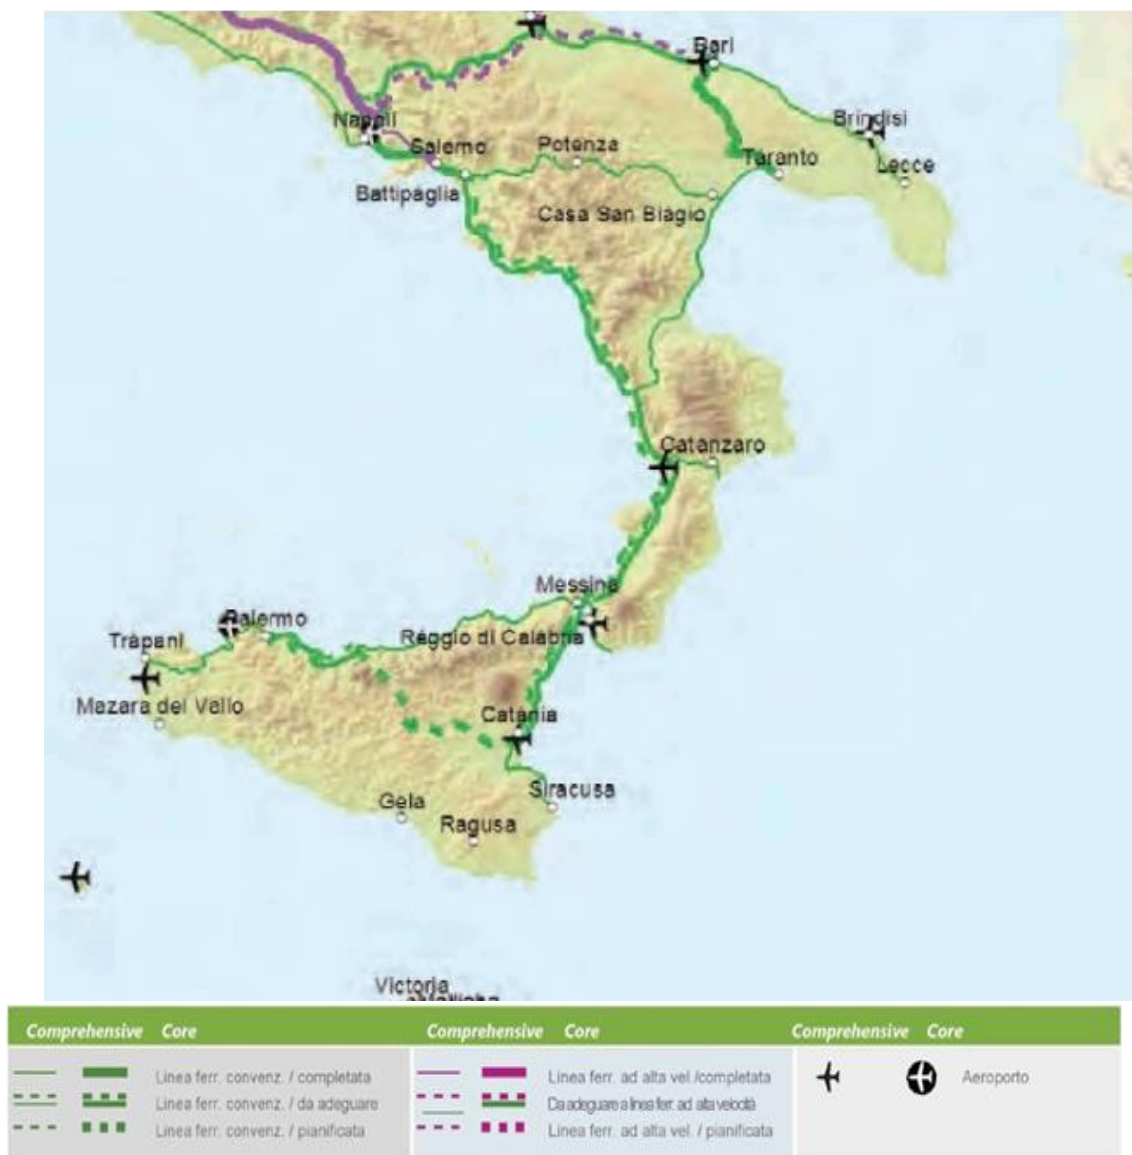 Bari
Napoli
Brindisi
Salerno
Potenza
Taranto
Lecce
Battipaglia
Casa San Biagio
Catanzaro
Messina
Palermo
Reggio di Calabria
Trapani
Mazara del Vallo
Catania
Siracusa
Gela
Ragusa
Victoria
Comprehensive Core Comprehensive Core Comprehensive Core
Linea ferr. convenz. / completata Linea ferr. ad alta vel./completata Aeroporto
Linea ferr. convenz. / da adeguare Da adeguare a linea ferr. ad alta velocità
Linea ferr. convenz. / pianificata Linea ferr. ad alta vel. / pianificata